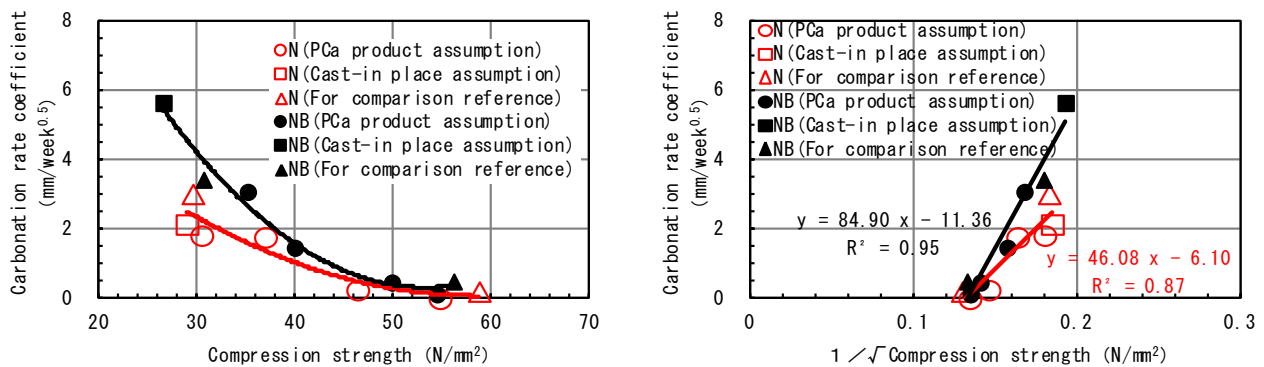 Carbonation rate coefficient
(mm/week^0.5)
8
6
4
2
0
N(PCa product assumption)
N(Cast-in place assumption)
N(For comparison reference)
NB(PCa product assumption)
NB(Cast-in place assumption)
NB(For comparison reference)
20 30 40 50 60 70
Compression strength (N/mm²)
Carbonation rate coefficient
(mm/week^0.5)
8
6
4
2
0
N(PCa product assumption)
N(Cast-in place assumption)
N(For comparison reference)
NB(PCa product assumption)
NB(Cast-in place assumption)
NB(For comparison reference)
y = 84.90 x - 11.36
R² = 0.95
y = 46.08 x - 6.10
R² = 0.87
0 0.1 0.2 0.3
1／√Compression strength (N/mm²)